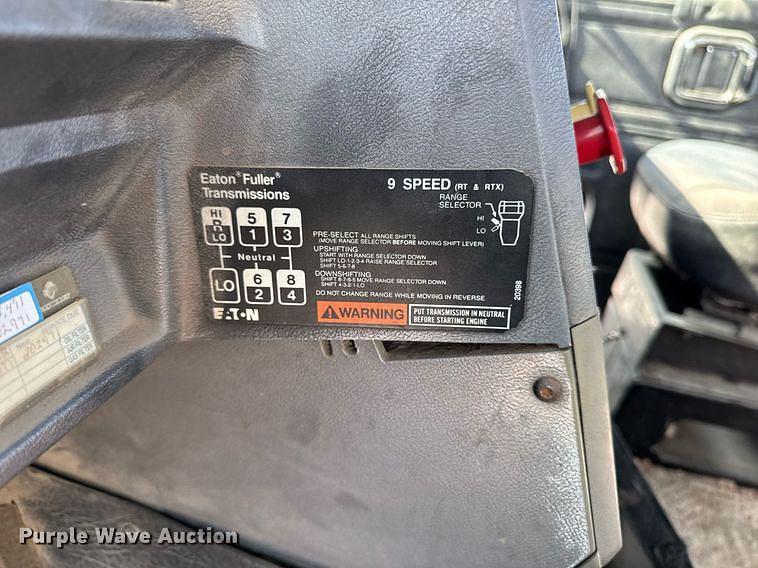 Eaton® Fuller®
Transmissions
9 SPEED (RT & RTX)
RANGE
SELECTOR
HI
LO
HI
R
LO
5
1
7
3
Neutral
LO
6
2
8
4
PRE-SELECT ALL RANGE SHIFTS
(MOVE RANGE SELECTOR BEFORE MOVING SHIFT LEVER)
UPSHIFTING
START WITH RANGE SELECTOR DOWN
SHIFT LO-1-2-3-4 RAISE RANGE SELECTOR
SHIFT 5-6-7-8
DOWNSHIFTING
SHIFT 8-7-6-5 MOVE RANGE SELECTOR DOWN
SHIFT 4-3-2-1-LO
DO NOT CHANGE RANGE WHILE MOVING IN REVERSE
20398
EATON
WARNING
PUT TRANSMISSION IN NEUTRAL
BEFORE STARTING ENGINE
Purple Wave Auction